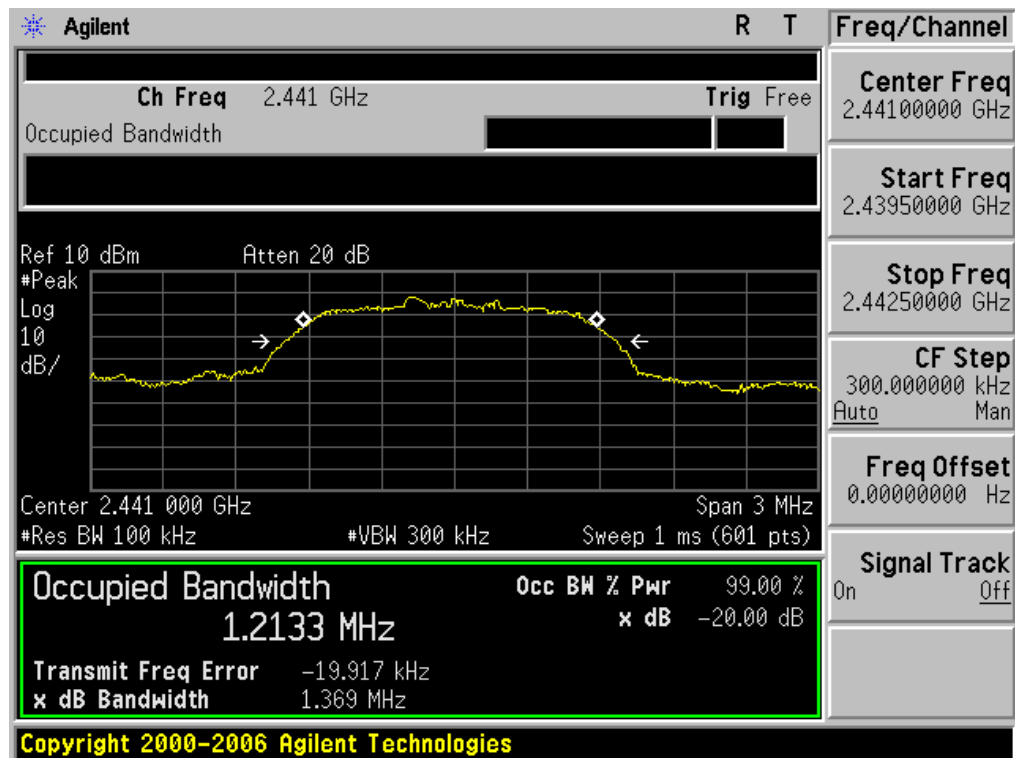 Agilent R T Freq/Channel
Ch Freq 2.441 GHz Trig Free
Occupied Bandwidth
Center Freq
2.44100000 GHz
Start Freq
2.43950000 GHz
Stop Freq
2.44250000 GHz
CF Step
300.000000 kHz
Auto Man
Freq Offset
0.00000000 Hz
Signal Track
On Off
Ref 10 dBm Atten 20 dB
#Peak
Log
10
dB/
Center 2.441 000 GHz Span 3 MHz
#Res BW 100 kHz #VBW 300 kHz Sweep 1 ms (601 pts)
Occupied Bandwidth Occ BW % Pwr 99.00 %
1.2133 MHz x dB -20.00 dB
Transmit Freq Error -19.917 kHz
x dB Bandwidth 1.369 MHz
Copyright 2000-2006 Agilent Technologies